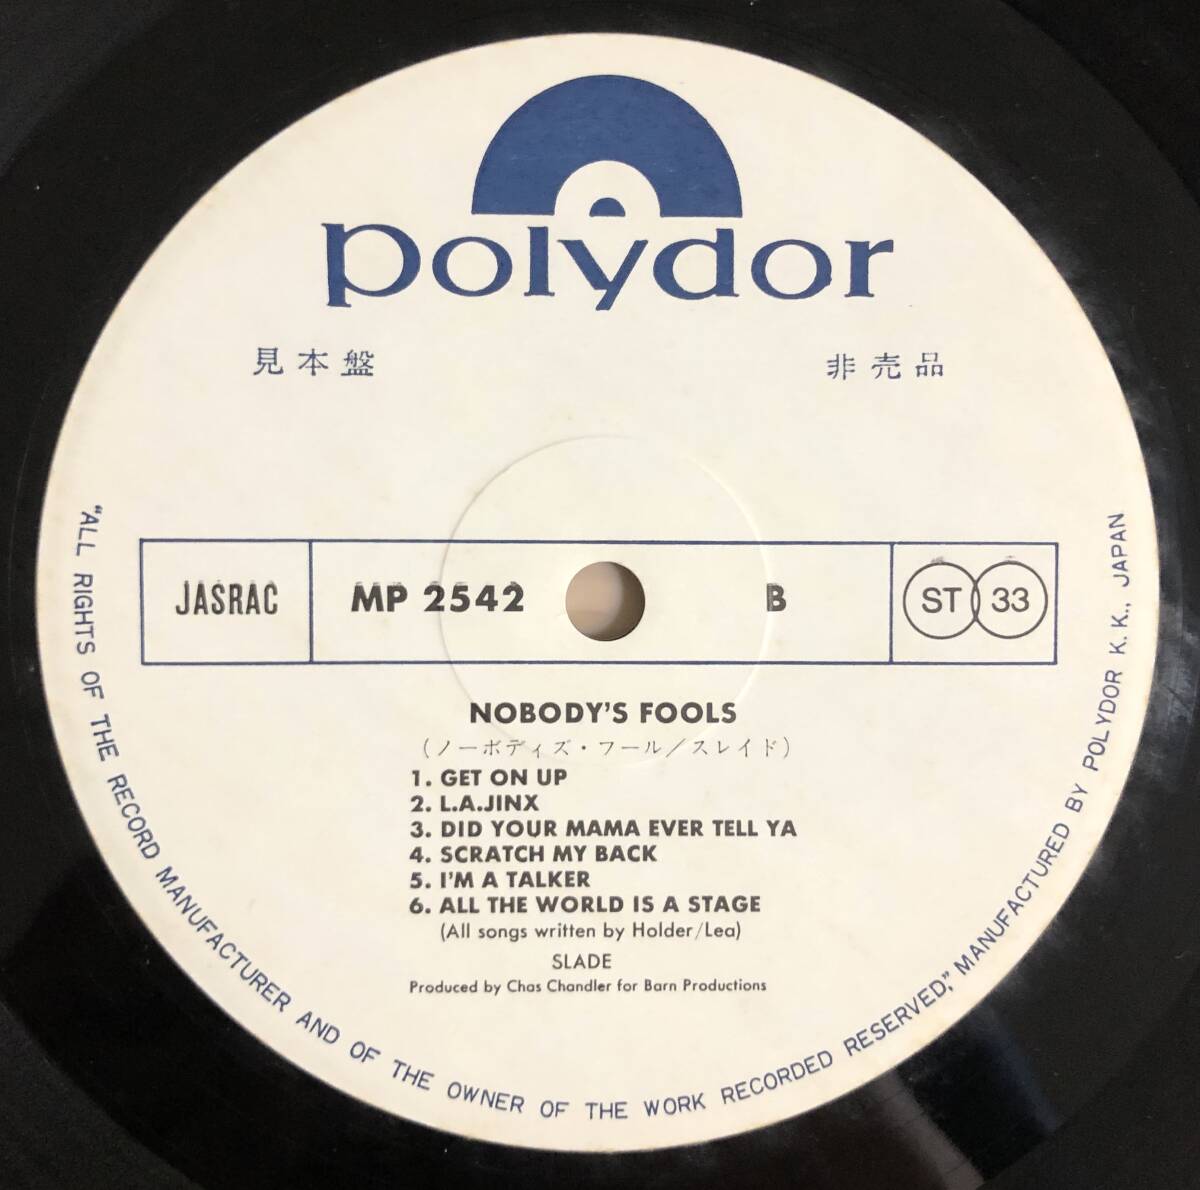 polydor
見本盤 非売品
JASRAC MP 2542 B ST 33
NOBODY'S FOOLS
(ノーボディズ・フール/スレイド)
1. GET ON UP
2. L.A.JINX
3. DID YOUR MAMA EVER TELL YA
4. SCRATCH MY BACK
5. I'M A TALKER
6. ALL THE WORLD IS A STAGE
(All songs written by Holder/Lea)
SLADE
Produced by Chas Chandler for Barn Productions
"ALL RIGHTS OF THE RECORD MANUFACTURER AND OF THE OWNER OF THE WORK RECORDED RESERVED," MANUFACTURED BY POLYDOR K.K., JAPAN